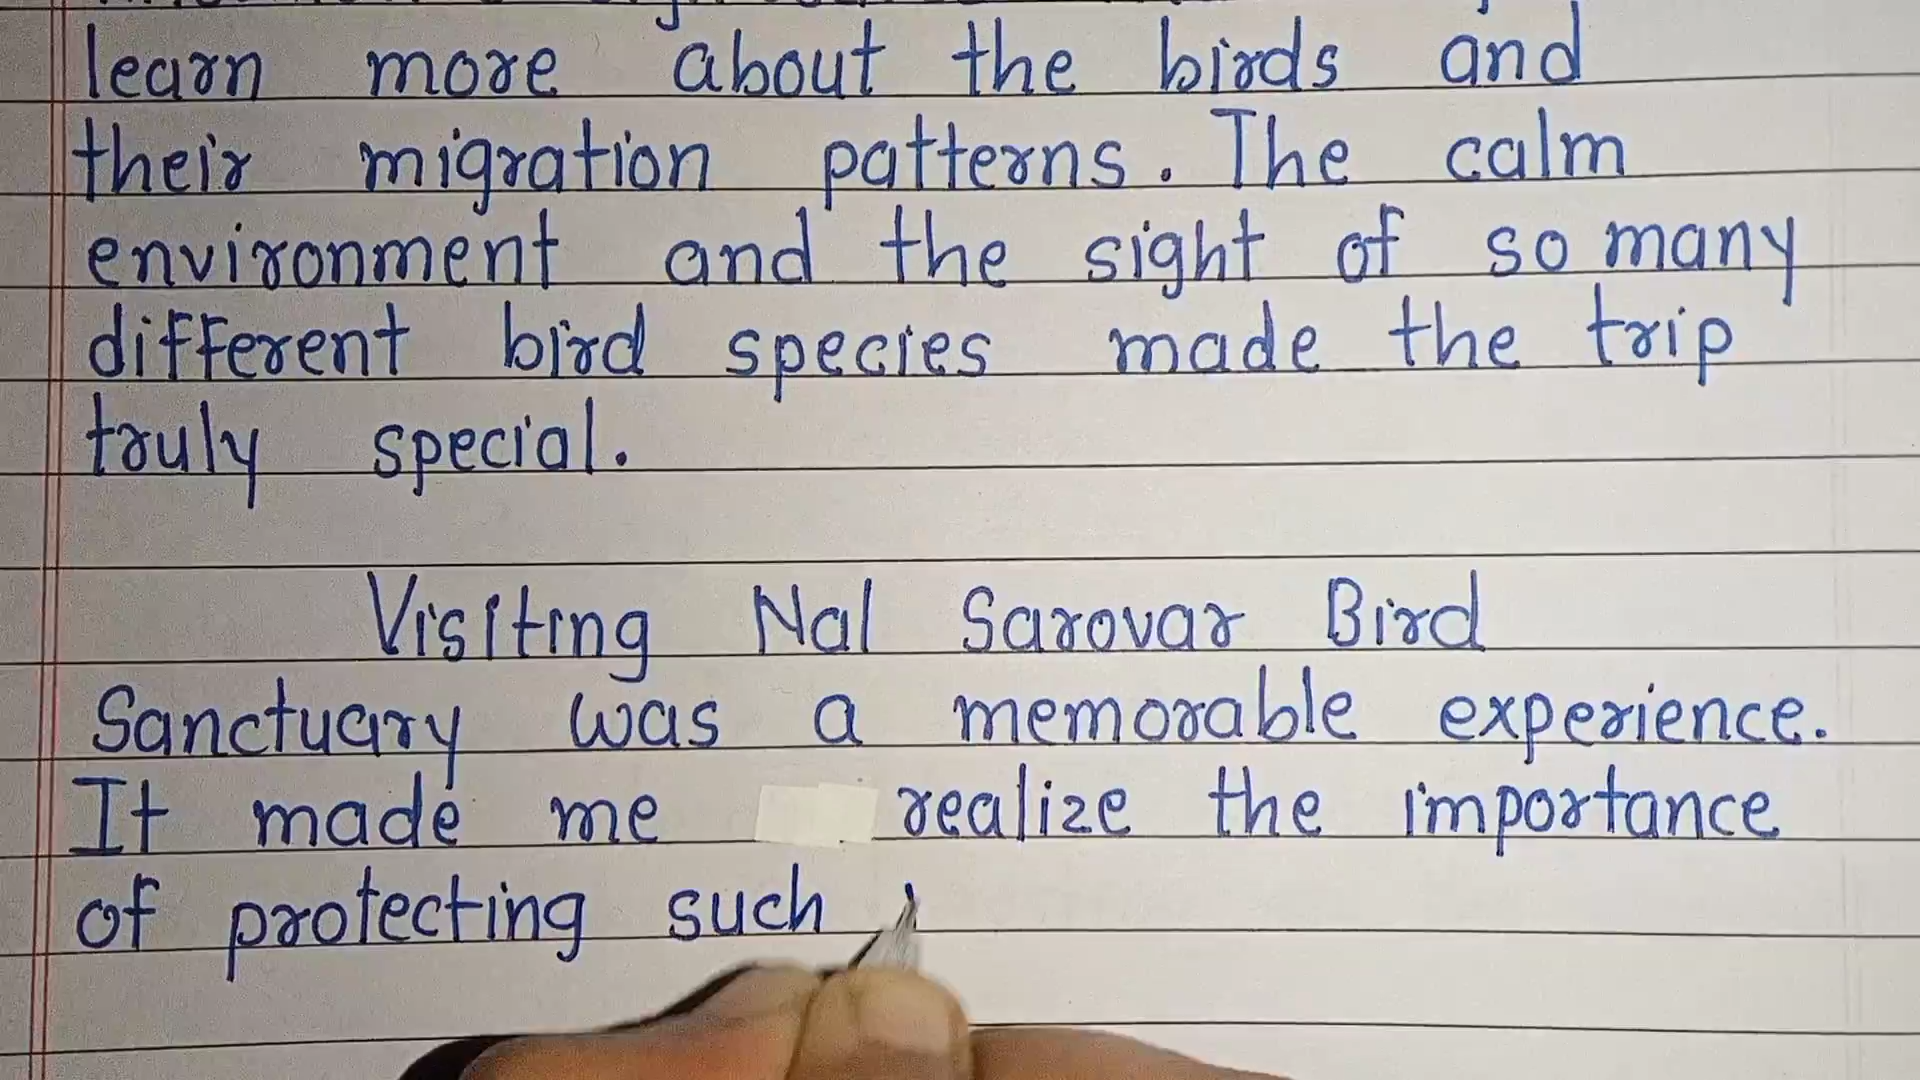 learn more about the birds and
their migration patterns. The calm
environment and the sight of so many
different bird species made the trip
truly special.
Visiting Nal Sarovar Bird
Sanctuary was a memorable experience.
It made me realize the importance
of protecting such